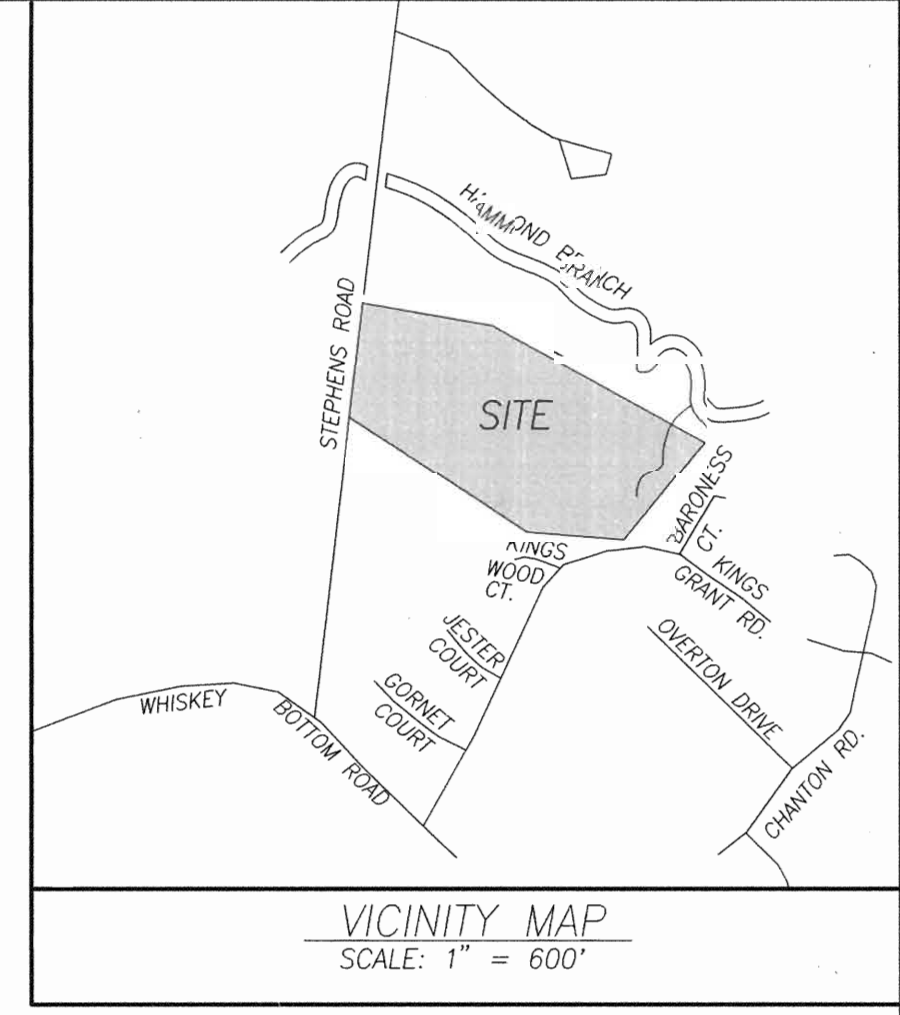 HAMMOND BRANCH
STEPHENS ROAD
SITE
BARONESS
CT.
KINGS
WOOD
CT.
KINGS
GRANT RD.
JESTER
COURT
OVERTON DRIVE
GORNET
COURT
WHISKEY
BOTTOM ROAD
CHANTON RD.
VICINITY MAP
SCALE: 1" = 600'